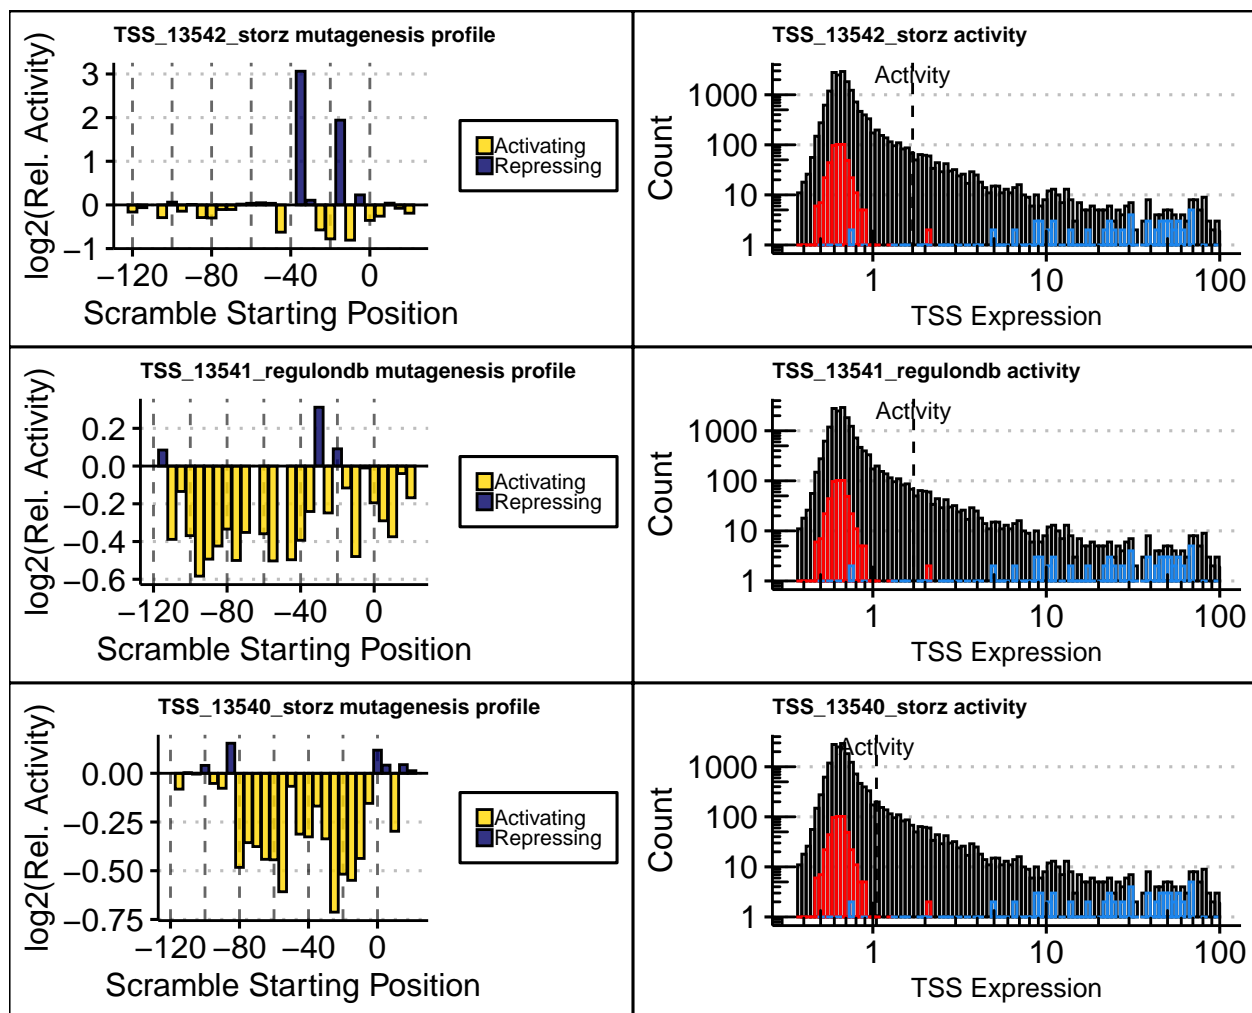 TSS_13542_storz mutagenesis profile
log2(Rel. Activity)
3
2
1
0
−1
−120 −80 −40 0
Scramble Starting Position
Activating
Repressing
TSS_13542_storz activity
Activity
Count
1000
100
10
1
1 10 100
TSS Expression
TSS_13541_regulondb mutagenesis profile
log2(Rel. Activity)
0.2
0.0
−0.2
−0.4
−0.6
−120 −80 −40 0
Scramble Starting Position
Activating
Repressing
TSS_13541_regulondb activity
Activity
Count
1000
100
10
1
1 10 100
TSS Expression
TSS_13540_storz mutagenesis profile
log2(Rel. Activity)
0.00
−0.25
−0.50
−0.75
−120 −80 −40 0
Scramble Starting Position
Activating
Repressing
TSS_13540_storz activity
Activity
Count
1000
100
10
1
1 10 100
TSS Expression